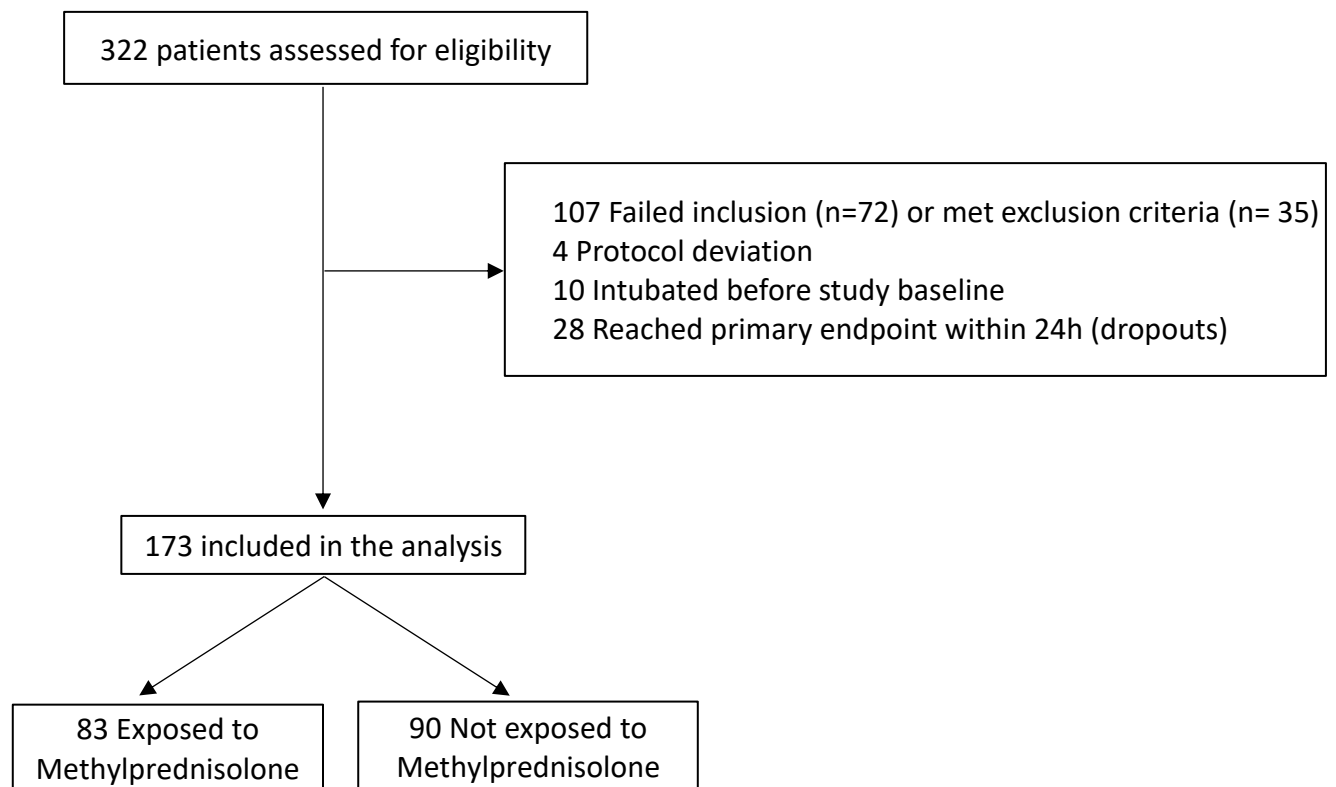 322 patients assessed for eligibility
107 Failed inclusion (n=72) or met exclusion criteria (n= 35)
4 Protocol deviation
10 Intubated before study baseline
28 Reached primary endpoint within 24h (dropouts)
173 included in the analysis
83 Exposed to
Methylprednisolone
90 Not exposed to
Methylprednisolone